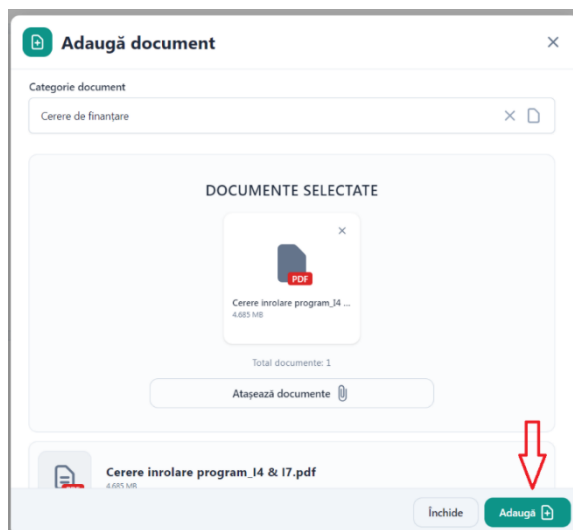 Adaugă document
Categorie document
Cerere de finanțare
DOCUMENTE SELECTATE
PDF
Cerere inrolare program_I4 ...
4.685 MB
Total documente: 1
Atașează documente
Cerere inrolare program_I4 & I7.pdf
4.685 MB
Închide
Adaugă